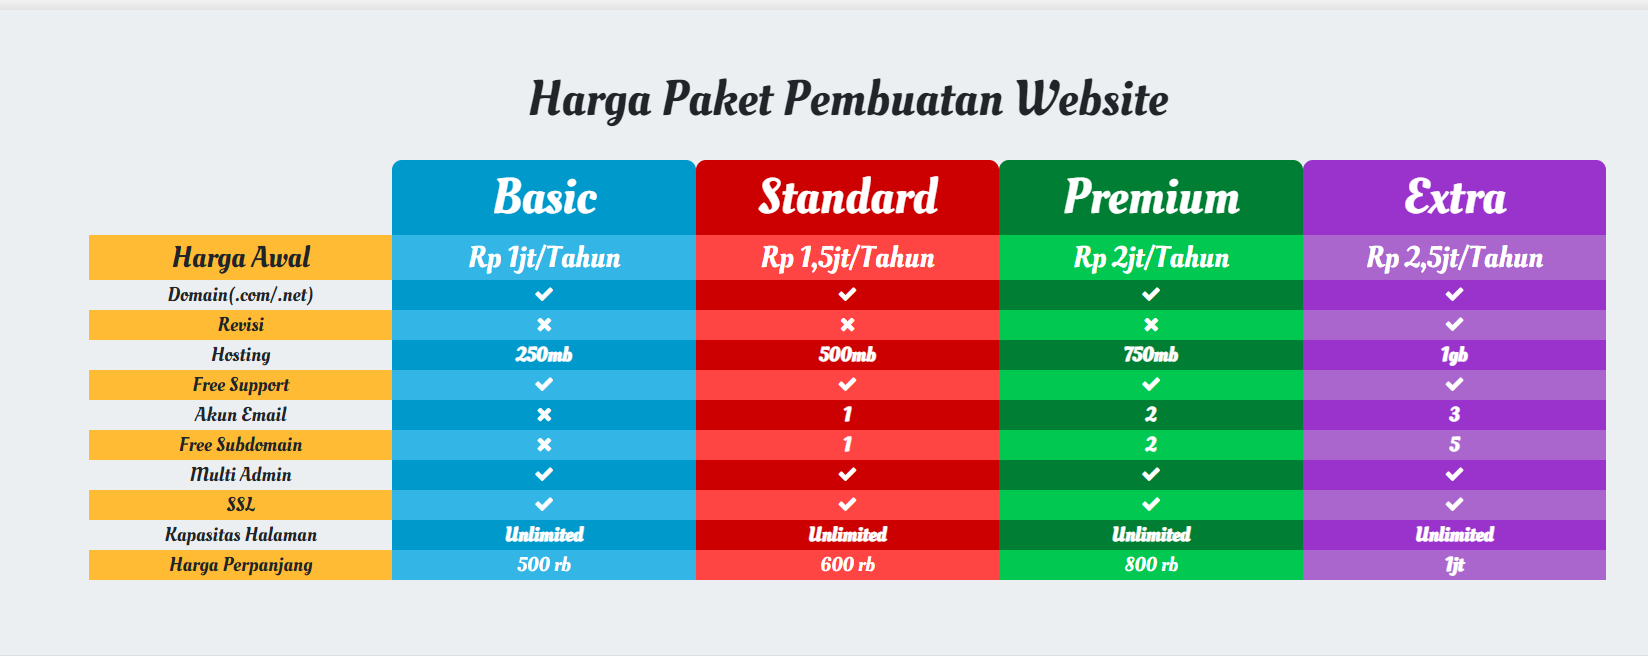 Harga Paket Pembuatan Website
Basic Standard Premium Extra
Harga Awal Rp 1jt/Tahun Rp 1,5jt/Tahun Rp 2jt/Tahun Rp 2,5jt/Tahun
Domain(.com/.net) ✔ ✔ ✔ ✔
Revisi ✖ ✖ ✖ ✔
Hosting 250mb 500mb 750mb 1gb
Free Support ✔ ✔ ✔ ✔
Akun Email ✖ 1 2 3
Free Subdomain ✖ 1 2 5
Multi Admin ✔ ✔ ✔ ✔
SSL ✔ ✔ ✔ ✔
Kapasitas Halaman Unlimited Unlimited Unlimited Unlimited
Harga Perpanjang 500 rb 600 rb 800 rb 1jt